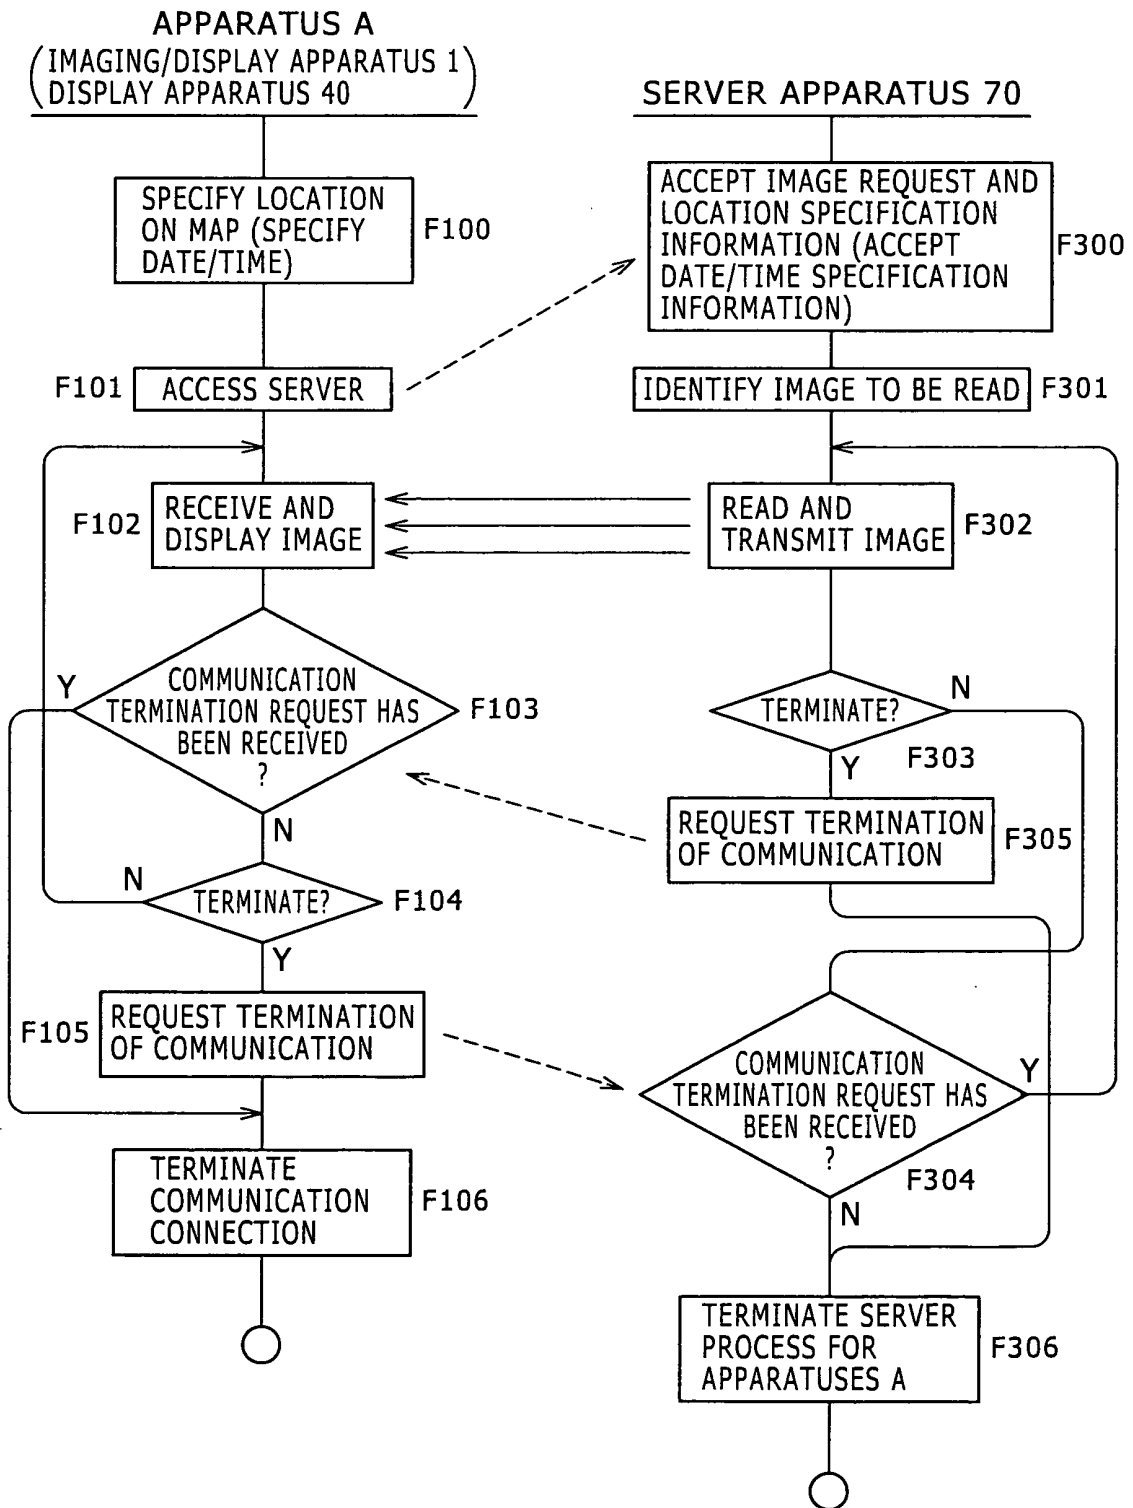 APPARATUS A
(IMAGING/DISPLAY APPARATUS 1
DISPLAY APPARATUS 40)
SPECIFY LOCATION
ON MAP (SPECIFY
DATE/TIME)
F100
F101
ACCESS SERVER
F102
RECEIVE AND
DISPLAY IMAGE
Y
COMMUNICATION
TERMINATION REQUEST HAS
BEEN RECEIVED
?
F103
N
N
TERMINATE?
F104
Y
F105
REQUEST TERMINATION
OF COMMUNICATION
TERMINATE
COMMUNICATION
CONNECTION
F106
SERVER APPARATUS 70
ACCEPT IMAGE REQUEST AND
LOCATION SPECIFICATION
INFORMATION (ACCEPT
DATE/TIME SPECIFICATION
INFORMATION)
F300
IDENTIFY IMAGE TO BE READ
F301
READ AND
TRANSMIT IMAGE
F302
TERMINATE?
N
F303
Y
REQUEST TERMINATION
OF COMMUNICATION
F305
COMMUNICATION
TERMINATION REQUEST HAS
BEEN RECEIVED
?
Y
F304
N
TERMINATE SERVER
PROCESS FOR
APPARATUSES A
F306